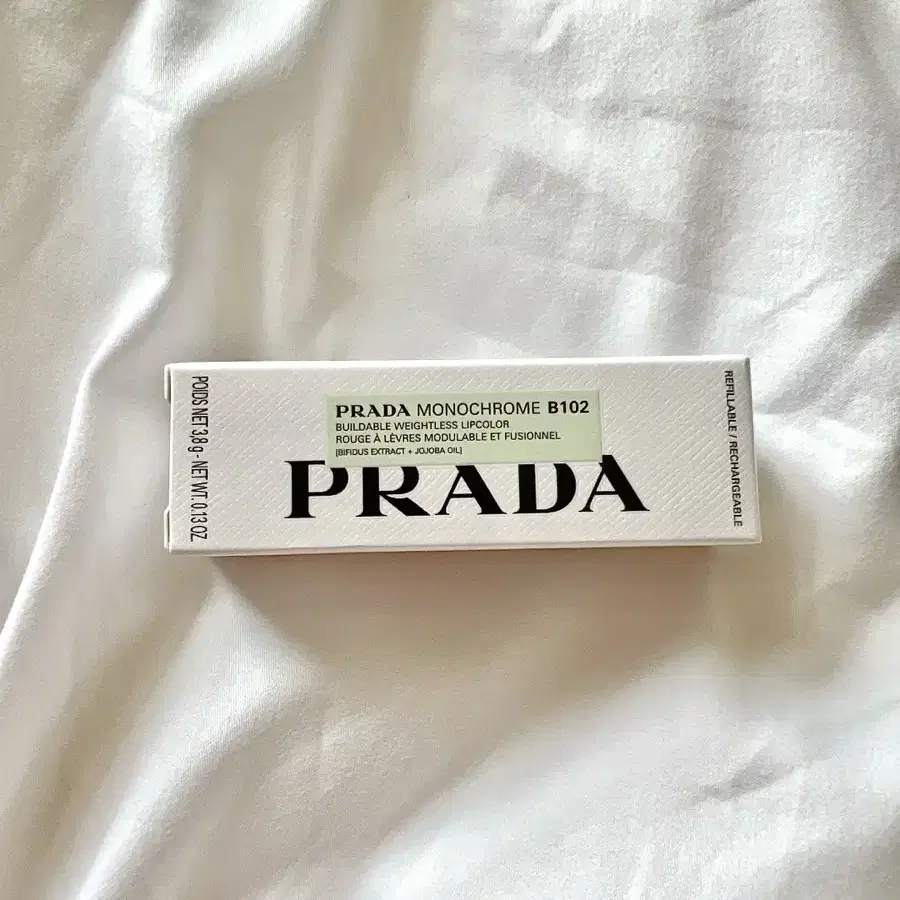 POIDS NET 3,8 g - NET WT. 0.13 OZ
PRADA MONOCHROME B102
BUILDABLE WEIGHTLESS LIPCOLOR
ROUGE À LÈVRES MODULABLE ET FUSIONNEL
[BIFIDUS EXTRACT + JOJOBA OIL]
PRADA
REFILLABLE / RECHARGEABLE